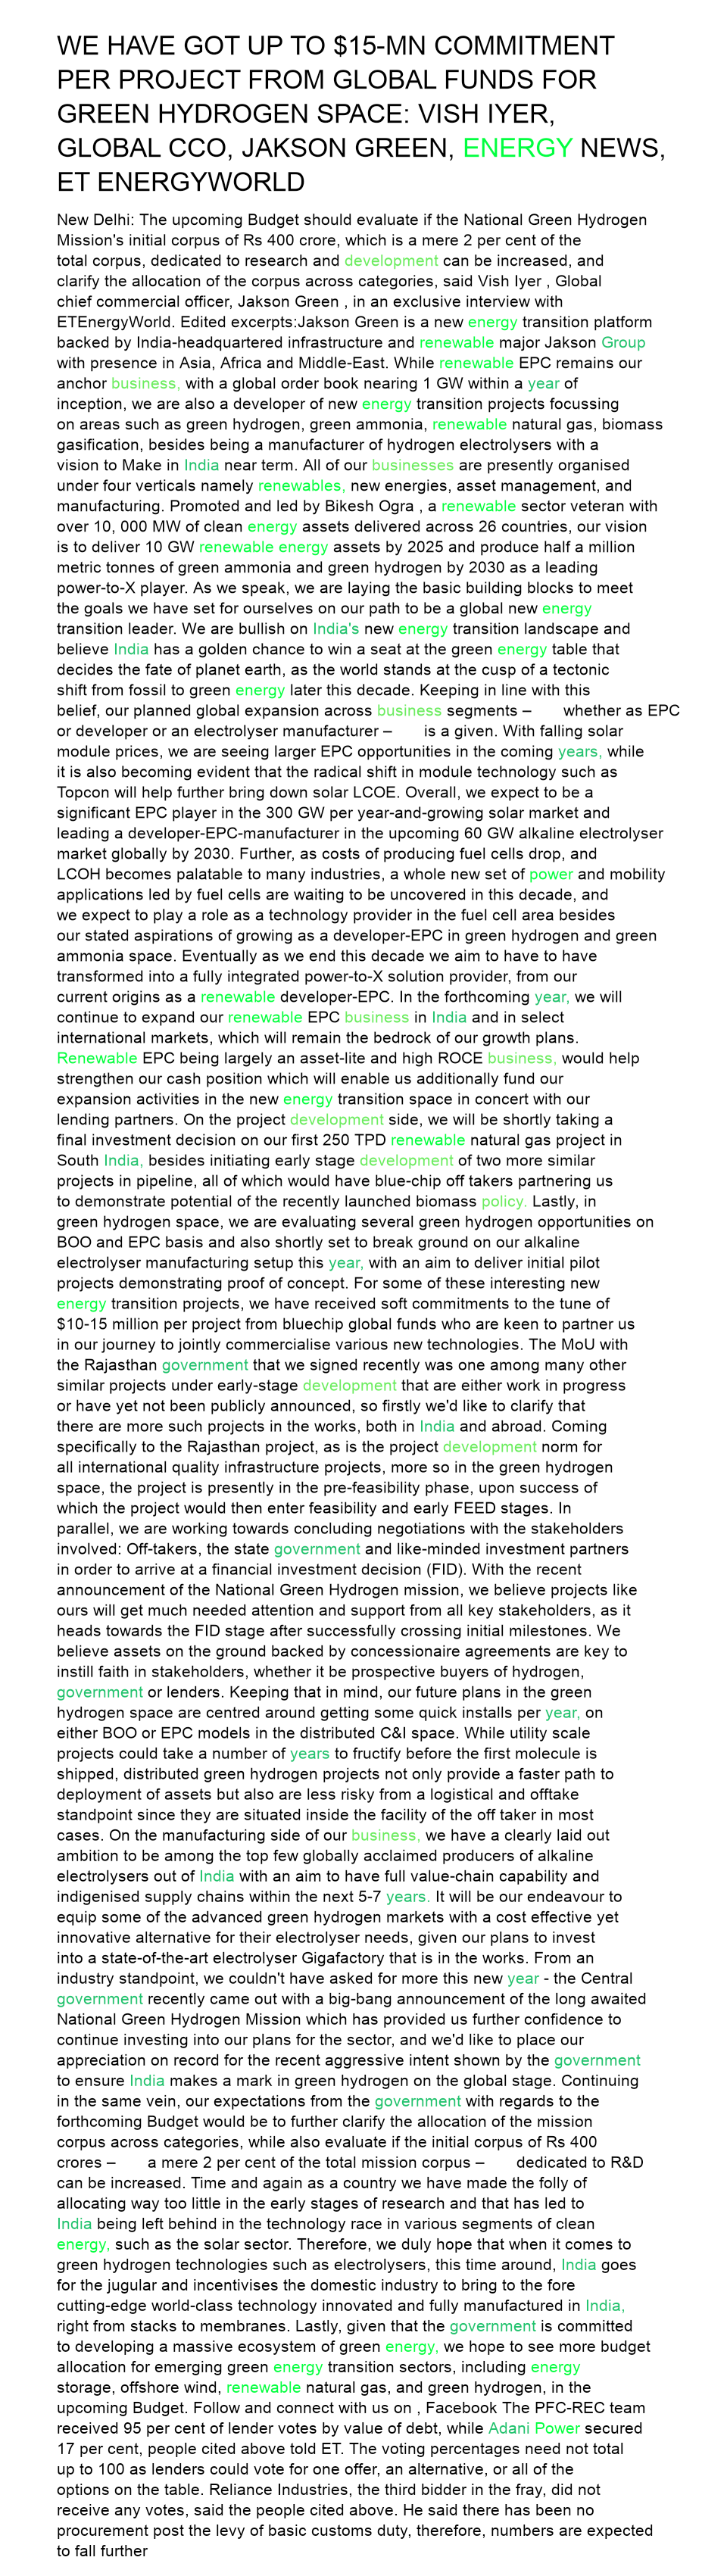 WE HAVE GOT UP TO $15-MN COMMITMENT
PER PROJECT FROM GLOBAL FUNDS FOR
GREEN HYDROGEN SPACE: VISH IYER,
GLOBAL CCO, JAKSON GREEN, ENERGY NEWS,
ET ENERGYWORLD
New Delhi: The upcoming Budget should evaluate if the National Green Hydrogen
Mission's initial corpus of Rs 400 crore, which is a mere 2 per cent of the
total corpus, dedicated to research and development can be increased, and
clarify the allocation of the corpus across categories, said Vish Iyer , Global
chief commercial officer, Jakson Green , in an exclusive interview with
ETEnergyWorld. Edited excerpts:Jakson Green is a new energy transition platform
backed by India-headquartered infrastructure and renewable major Jakson Group
with presence in Asia, Africa and Middle-East. While renewable EPC remains our
anchor business, with a global order book nearing 1 GW within a year of
inception, we are also a developer of new energy transition projects focussing
on areas such as green hydrogen, green ammonia, renewable natural gas, biomass
gasification, besides being a manufacturer of hydrogen electrolysers with a
vision to Make in India near term. All of our businesses are presently organised
under four verticals namely renewables, new energies, asset management, and
manufacturing. Promoted and led by Bikesh Ogra , a renewable sector veteran with
over 10, 000 MW of clean energy assets delivered across 26 countries, our vision
is to deliver 10 GW renewable energy assets by 2025 and produce half a million
metric tonnes of green ammonia and green hydrogen by 2030 as a leading
power-to-X player. As we speak, we are laying the basic building blocks to meet
the goals we have set for ourselves on our path to be a global new energy
transition leader. We are bullish on India's new energy transition landscape and
believe India has a golden chance to win a seat at the green energy table that
decides the fate of planet earth, as the world stands at the cusp of a tectonic
shift from fossil to green energy later this decade. Keeping in line with this
belief, our planned global expansion across business segments – whether as EPC
or developer or an electrolyser manufacturer – is a given. With falling solar
module prices, we are seeing larger EPC opportunities in the coming years, while
it is also becoming evident that the radical shift in module technology such as
Topcon will help further bring down solar LCOE. Overall, we expect to be a
significant EPC player in the 300 GW per year-and-growing solar market and
leading a developer-EPC-manufacturer in the upcoming 60 GW alkaline electrolyser
market globally by 2030. Further, as costs of producing fuel cells drop, and
LCOH becomes palatable to many industries, a whole new set of power and mobility
applications led by fuel cells are waiting to be uncovered in this decade, and
we expect to play a role as a technology provider in the fuel cell area besides
our stated aspirations of growing as a developer-EPC in green hydrogen and green
ammonia space. Eventually as we end this decade we aim to have to have
transformed into a fully integrated power-to-X solution provider, from our
current origins as a renewable developer-EPC. In the forthcoming year, we will
continue to expand our renewable EPC business in India and in select
international markets, which will remain the bedrock of our growth plans.
Renewable EPC being largely an asset-lite and high ROCE business, would help
strengthen our cash position which will enable us additionally fund our
expansion activities in the new energy transition space in concert with our
lending partners. On the project development side, we will be shortly taking a
final investment decision on our first 250 TPD renewable natural gas project in
South India, besides initiating early stage development of two more similar
projects in pipeline, all of which would have blue-chip off takers partnering us
to demonstrate potential of the recently launched biomass policy. Lastly, in
green hydrogen space, we are evaluating several green hydrogen opportunities on
BOO and EPC basis and also shortly set to break ground on our alkaline
electrolyser manufacturing setup this year, with an aim to deliver initial pilot
projects demonstrating proof of concept. For some of these interesting new
energy transition projects, we have received soft commitments to the tune of
$10-15 million per project from bluechip global funds who are keen to partner us
in our journey to jointly commercialise various new technologies. The MoU with
the Rajasthan government that we signed recently was one among many other
similar projects under early-stage development that are either work in progress
or have yet not been publicly announced, so firstly we'd like to clarify that
there are more such projects in the works, both in India and abroad. Coming
specifically to the Rajasthan project, as is the project development norm for
all international quality infrastructure projects, more so in the green hydrogen
space, the project is presently in the pre-feasibility phase, upon success of
which the project would then enter feasibility and early FEED stages. In
parallel, we are working towards concluding negotiations with the stakeholders
involved: Off-takers, the state government and like-minded investment partners
in order to arrive at a financial investment decision (FID). With the recent
announcement of the National Green Hydrogen mission, we believe projects like
ours will get much needed attention and support from all key stakeholders, as it
heads towards the FID stage after successfully crossing initial milestones. We
believe assets on the ground backed by concessionaire agreements are key to
instill faith in stakeholders, whether it be prospective buyers of hydrogen,
government or lenders. Keeping that in mind, our future plans in the green
hydrogen space are centred around getting some quick installs per year, on
either BOO or EPC models in the distributed C&I space. While utility scale
projects could take a number of years to fructify before the first molecule is
shipped, distributed green hydrogen projects not only provide a faster path to
deployment of assets but also are less risky from a logistical and offtake
standpoint since they are situated inside the facility of the off taker in most
cases. On the manufacturing side of our business, we have a clearly laid out
ambition to be among the top few globally acclaimed producers of alkaline
electrolysers out of India with an aim to have full value-chain capability and
indigenised supply chains within the next 5-7 years. It will be our endeavour to
equip some of the advanced green hydrogen markets with a cost effective yet
innovative alternative for their electrolyser needs, given our plans to invest
into a state-of-the-art electrolyser Gigafactory that is in the works. From an
industry standpoint, we couldn't have asked for more this new year - the Central
government recently came out with a big-bang announcement of the long awaited
National Green Hydrogen Mission which has provided us further confidence to
continue investing into our plans for the sector, and we'd like to place our
appreciation on record for the recent aggressive intent shown by the government
to ensure India makes a mark in green hydrogen on the global stage. Continuing
in the same vein, our expectations from the government with regards to the
forthcoming Budget would be to further clarify the allocation of the mission
corpus across categories, while also evaluate if the initial corpus of Rs 400
crores – a mere 2 per cent of the total mission corpus – dedicated to R&D
can be increased. Time and again as a country we have made the folly of
allocating way too little in the early stages of research and that has led to
India being left behind in the technology race in various segments of clean
energy, such as the solar sector. Therefore, we duly hope that when it comes to
green hydrogen technologies such as electrolysers, this time around, India goes
for the jugular and incentivises the domestic industry to bring to the fore
cutting-edge world-class technology innovated and fully manufactured in India,
right from stacks to membranes. Lastly, given that the government is committed
to developing a massive ecosystem of green energy, we hope to see more budget
allocation for emerging green energy transition sectors, including energy
storage, offshore wind, renewable natural gas, and green hydrogen, in the
upcoming Budget. Follow and connect with us on , Facebook The PFC-REC team
received 95 per cent of lender votes by value of debt, while Adani Power secured
17 per cent, people cited above told ET. The voting percentages need not total
up to 100 as lenders could vote for one offer, an alternative, or all of the
options on the table. Reliance Industries, the third bidder in the fray, did not
receive any votes, said the people cited above. He said there has been no
procurement post the levy of basic customs duty, therefore, numbers are expected
to fall further